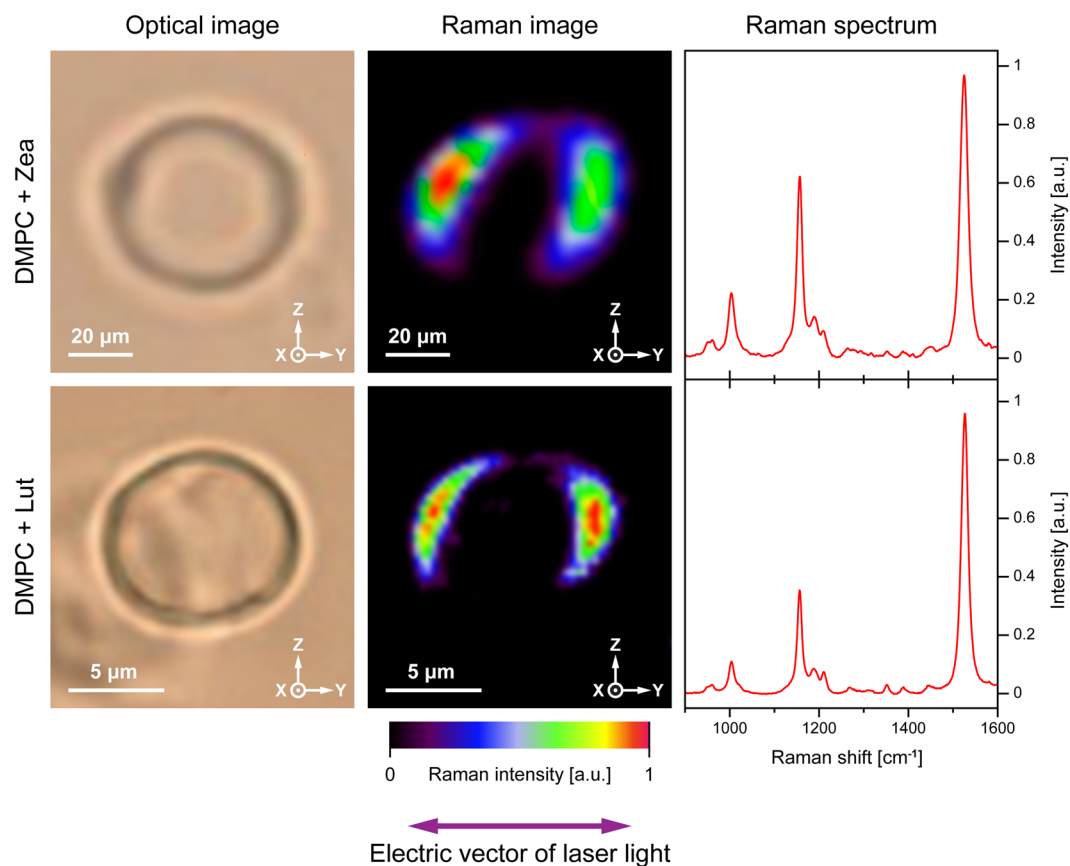 Optical image
Raman image
Raman spectrum
DMPC + Zea
20 µm
Z
X
Y
20 µm
Z
X
Y
1
0.8
0.6
0.4
0.2
0
Intensity [a.u.]
DMPC + Lut
5 µm
Z
X
Y
5 µm
Z
X
Y
1
0.8
0.6
0.4
0.2
0
Intensity [a.u.]
1000 1200 1400 1600
Raman shift [cm⁻¹]
0 Raman intensity [a.u.] 1
Electric vector of laser light